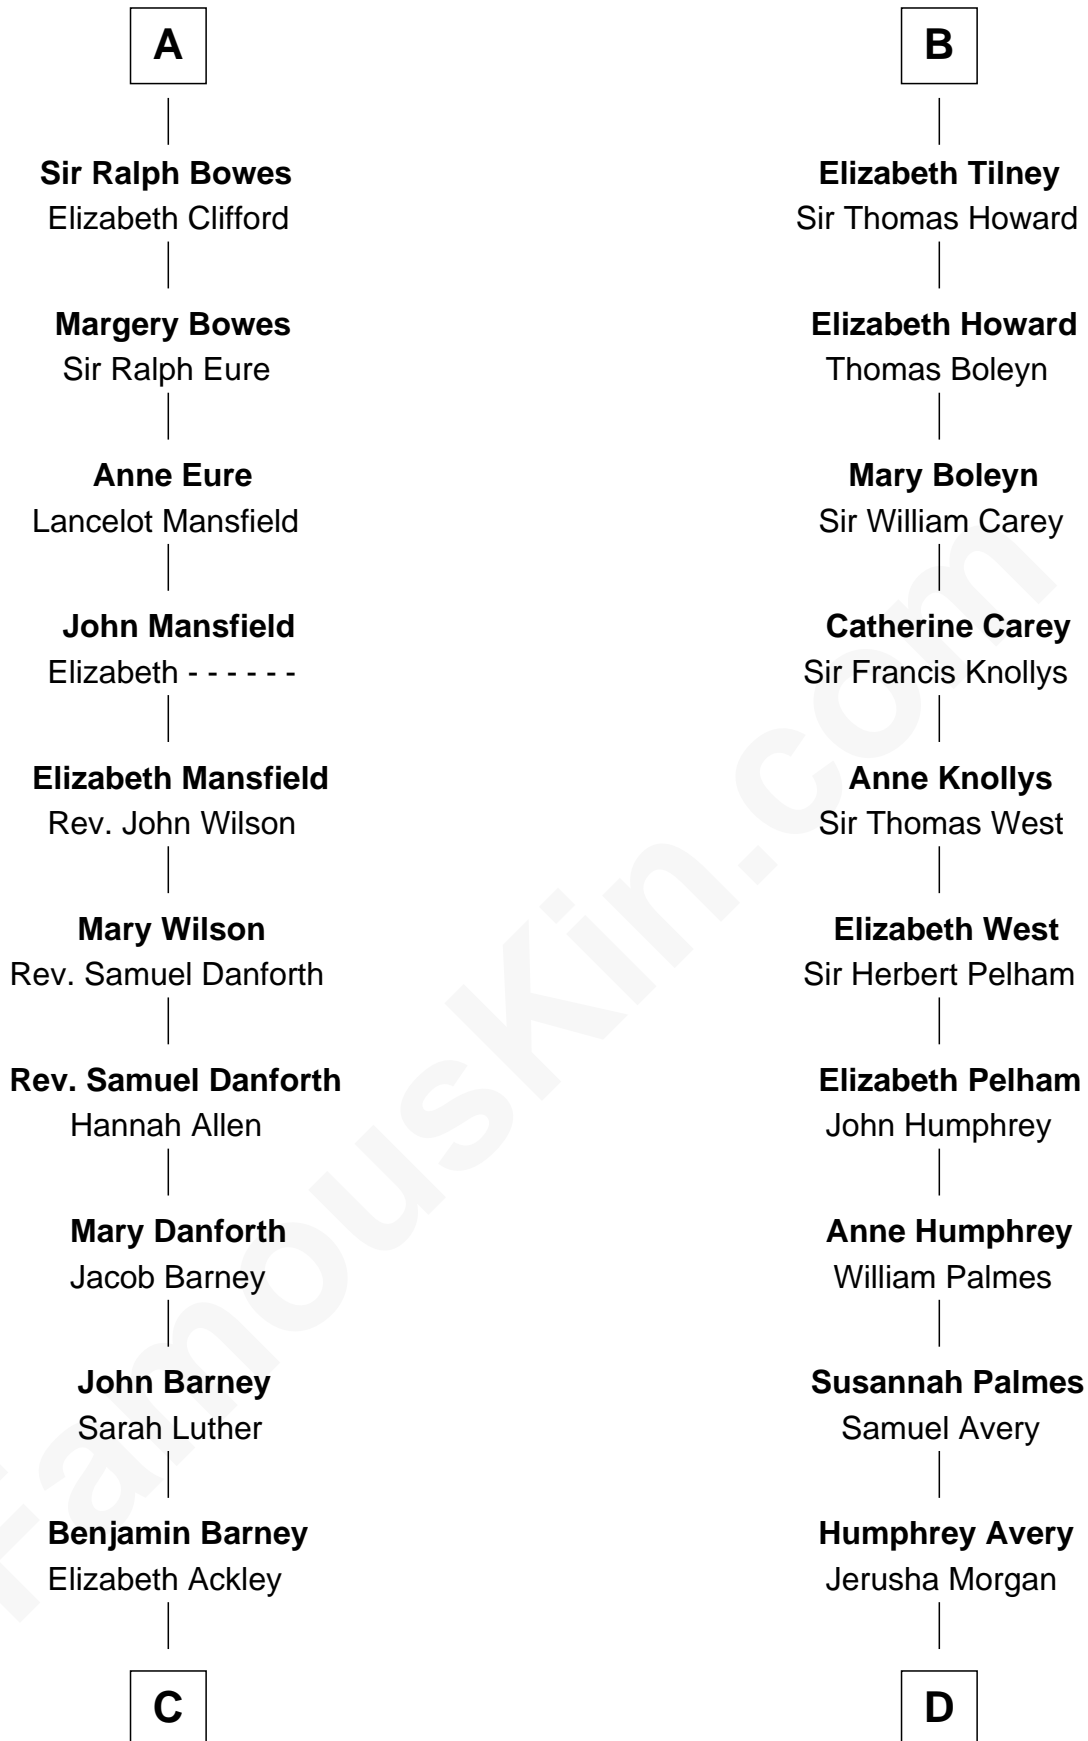 A
Sir Ralph Bowes
Elizabeth Clifford
Margery Bowes
Sir Ralph Eure
Anne Eure
Lancelot Mansfield
John Mansfield
Elizabeth - - - - - -
Elizabeth Mansfield
Rev. John Wilson
Mary Wilson
Rev. Samuel Danforth
Rev. Samuel Danforth
Hannah Allen
Mary Danforth
Jacob Barney
John Barney
Sarah Luther
Benjamin Barney
Elizabeth Ackley
C
B
Elizabeth Tilney
Sir Thomas Howard
Elizabeth Howard
Thomas Boleyn
Mary Boleyn
Sir William Carey
Catherine Carey
Sir Francis Knollys
Anne Knollys
Sir Thomas West
Elizabeth West
Sir Herbert Pelham
Elizabeth Pelham
John Humphrey
Anne Humphrey
William Palmes
Susannah Palmes
Samuel Avery
Humphrey Avery
Jerusha Morgan
D
FamousKin.com